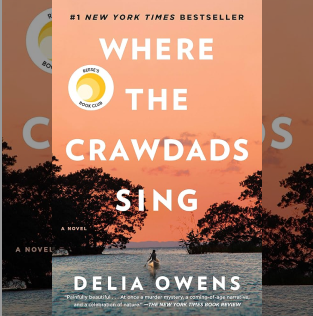 #1 NEW YORK TIMES BESTSELLER
WHERE
THE
CRAWDADS
SING
REESE'S
BOOK CLUB
A NOVEL
A NOVEL
DELIA OWENS
"Painfully beautiful . . . At once a murder mystery, a coming-of-age narrative,
and a celebration of nature." —THE NEW YORK TIMES BOOK REVIEW